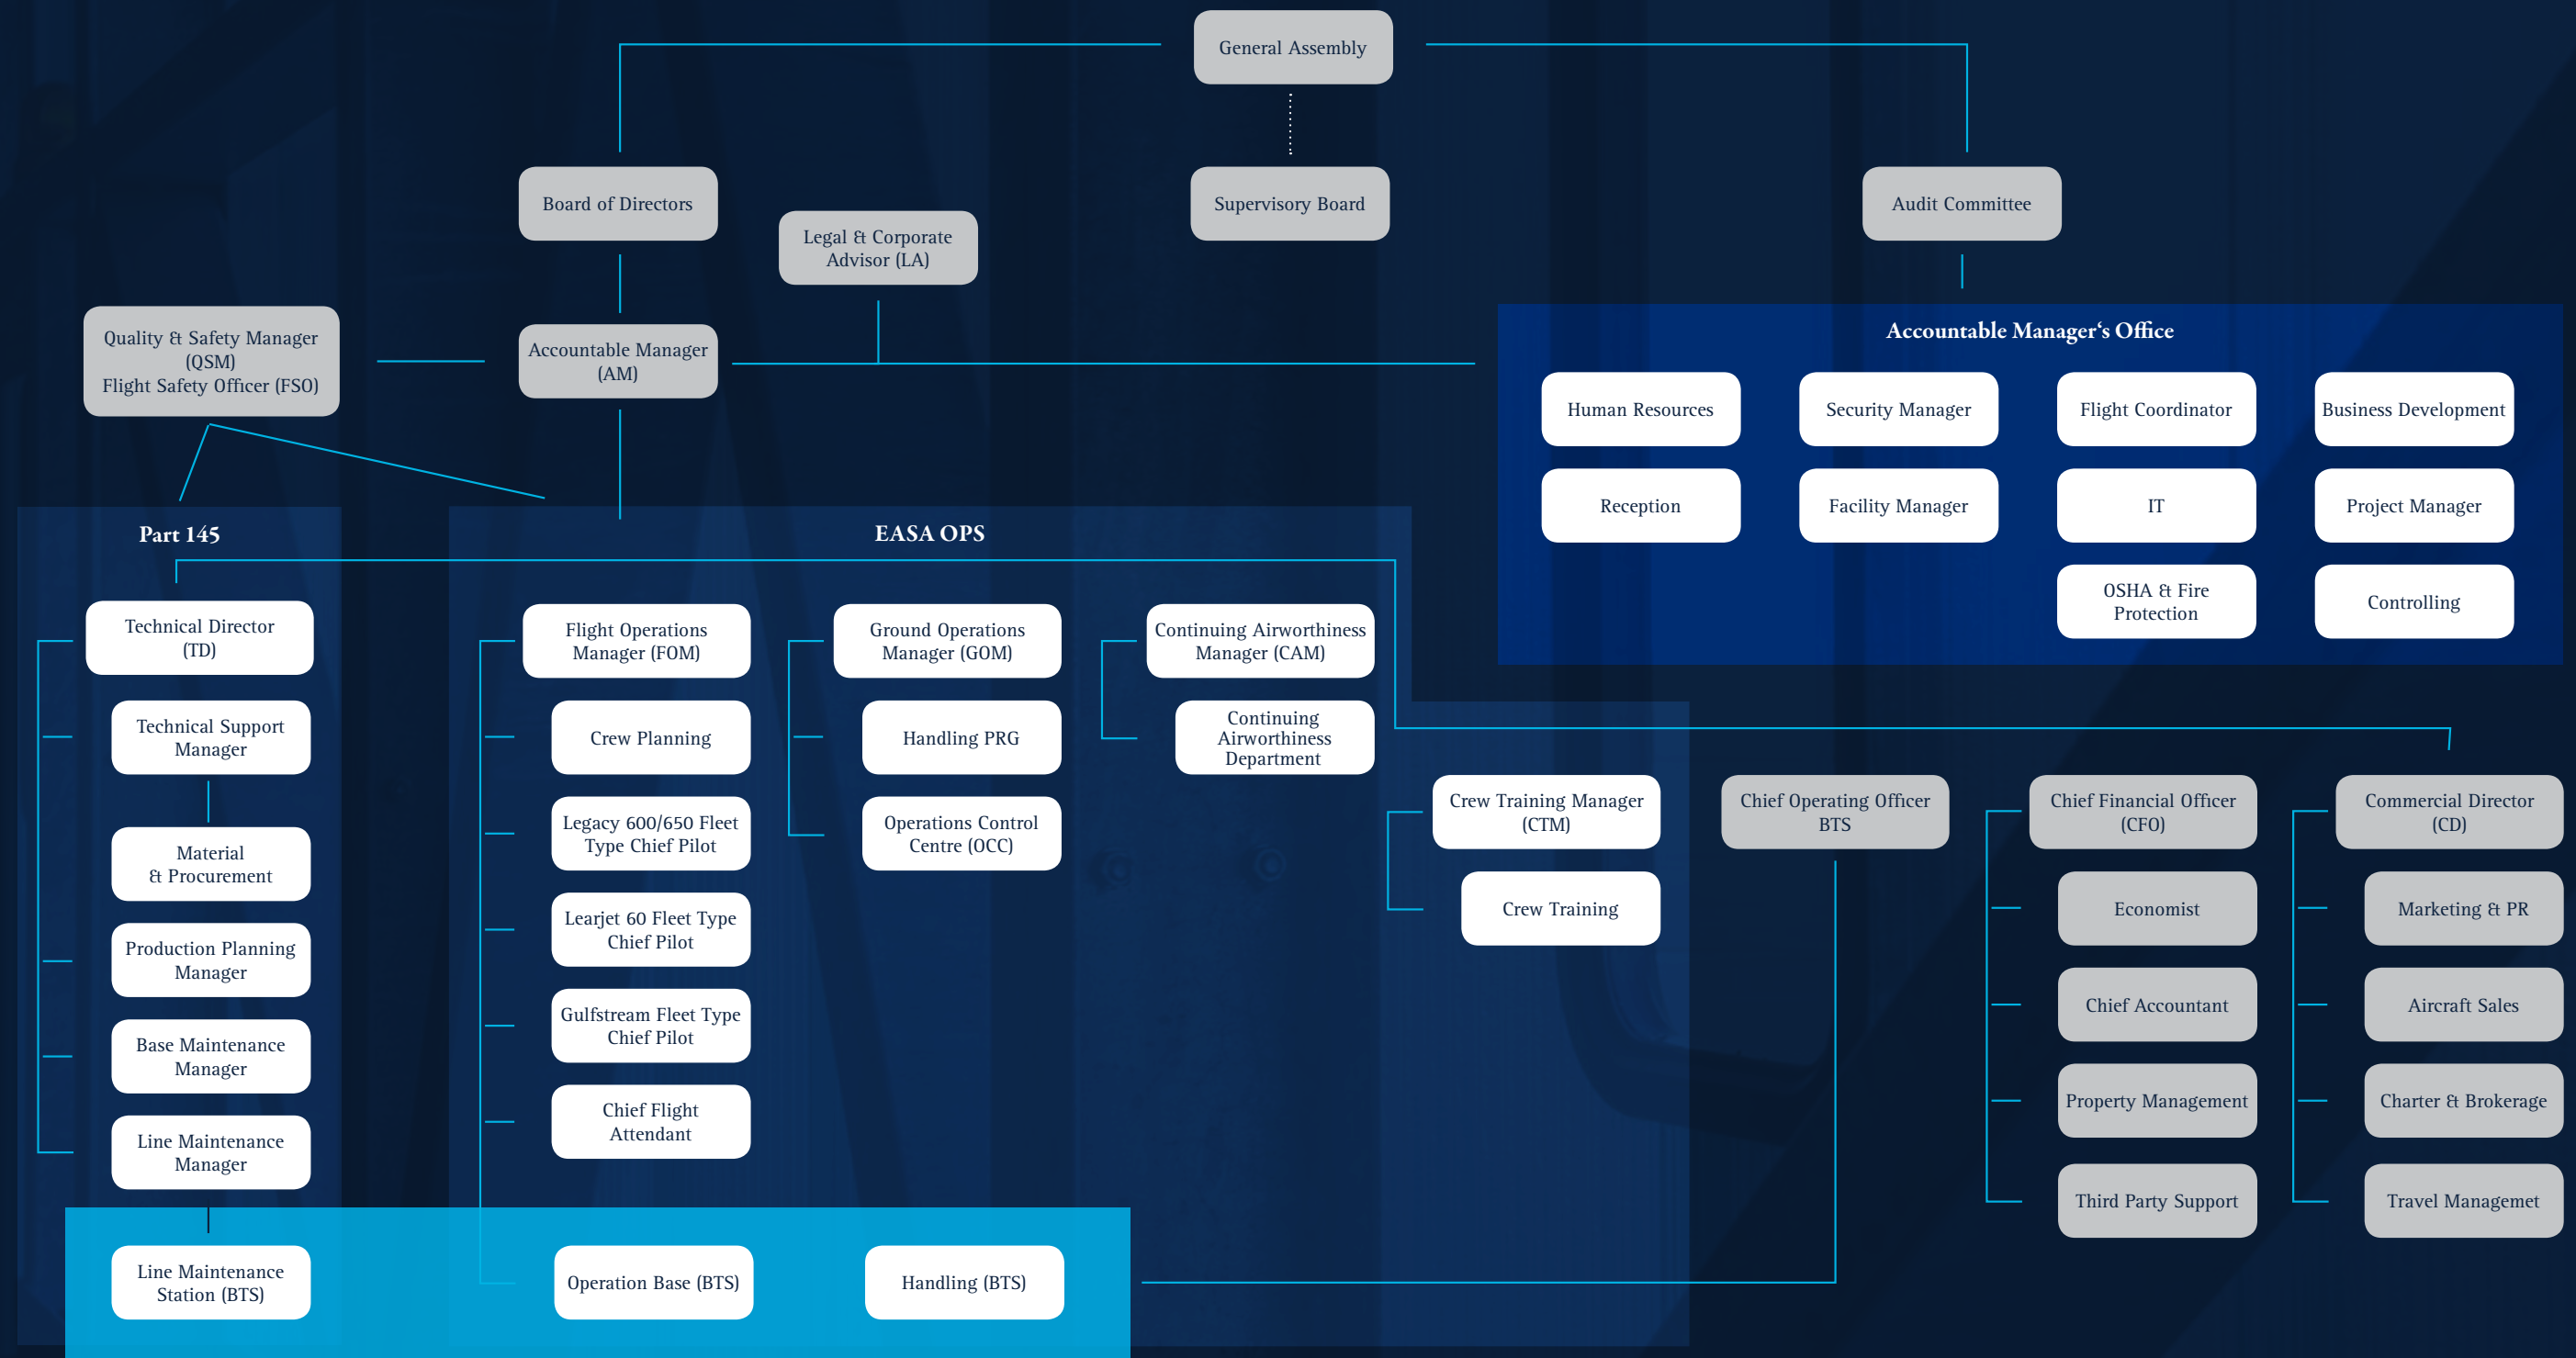 General Assembly
Board of Directors
Supervisory Board
Audit Committee
Legal & Corporate
Advisor (LA)
Quality & Safety Manager
(QSM)
Flight Safety Officer (FSO)
Accountable Manager
(AM)
Accountable Manager‘s Office
Human Resources
Security Manager
Flight Coordinator
Business Development
Reception
Facility Manager
IT
Project Manager
OSHA & Fire
Protection
Controlling
Part 145
Technical Director
(TD)
Technical Support
Manager
Material
& Procurement
Production Planning
Manager
Base Maintenance
Manager
Line Maintenance
Manager
Line Maintenance
Station (BTS)
EASA OPS
Flight Operations
Manager (FOM)
Crew Planning
Legacy 600/650 Fleet
Type Chief Pilot
Learjet 60 Fleet Type
Chief Pilot
Gulfstream Fleet Type
Chief Pilot
Chief Flight
Attendant
Operation Base (BTS)
Ground Operations
Manager (GOM)
Handling PRG
Operations Control
Centre (OCC)
Handling (BTS)
Continuing Airworthiness
Manager (CAM)
Continuing
Airworthiness
Department
Crew Training Manager
(CTM)
Crew Training
Chief Operating Officer
BTS
Chief Financial Officer
(CFO)
Economist
Chief Accountant
Property Management
Third Party Support
Commercial Director
(CD)
Marketing & PR
Aircraft Sales
Charter & Brokerage
Travel Managemet